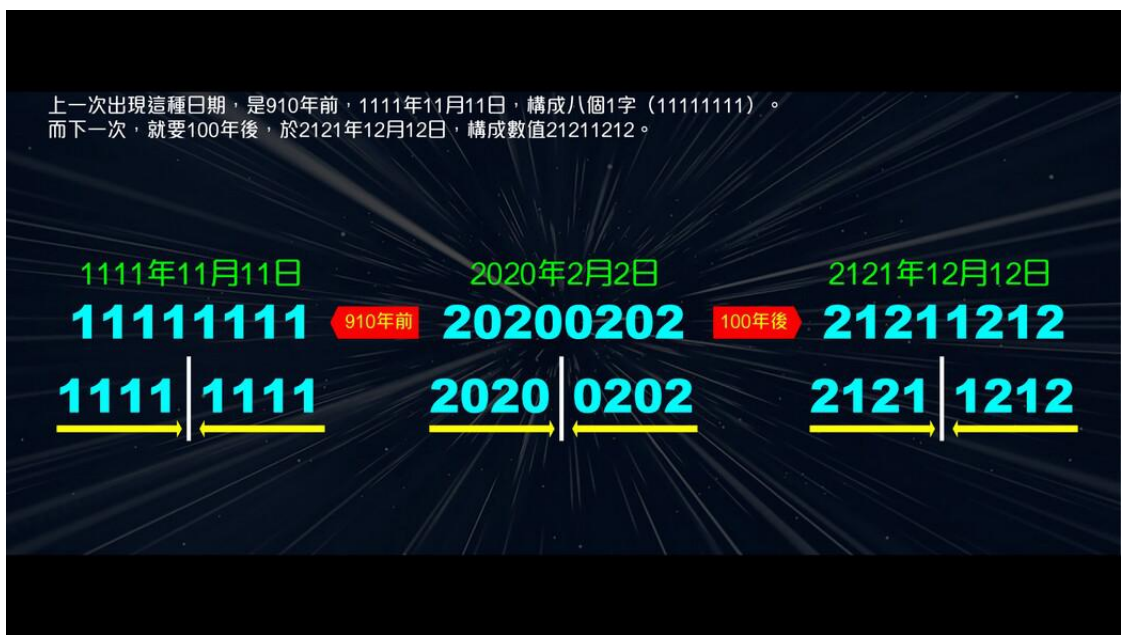 上一次出現這種日期，是910年前，1111年11月11日，構成八個1字（11111111）。
而下一次，就要100年後，於2121年12月12日，構成數值21211212。
1111年11月11日
2020年2月2日
2121年12月12日
11111111
910年前
20200202
100年後
21211212
1111 1111
2020 0202
2121 1212